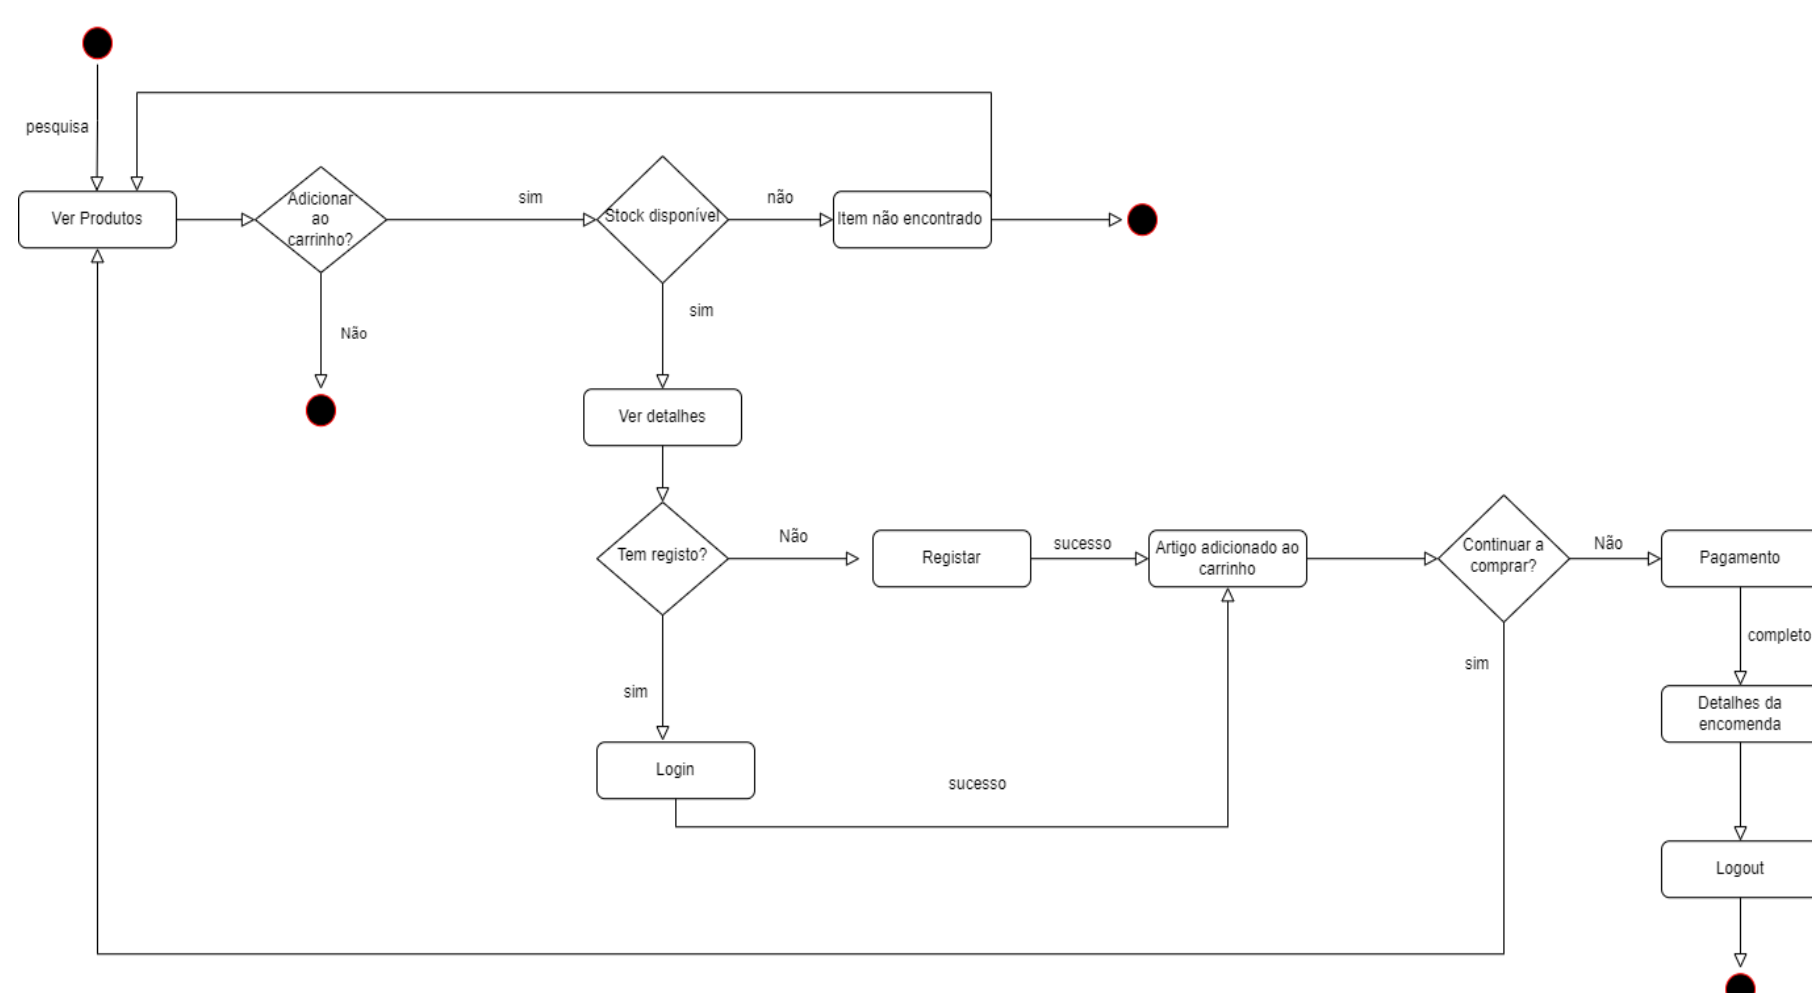 pesquisa
Ver Produtos
Adicionar
ao
carrinho?
sim
Stock disponível
não
Item não encontrado
Não
sim
Ver detalhes
Tem registo?
Não
Registar
sucesso
Artigo adicionado ao
carrinho
Continuar a
comprar?
Não
Pagamento
completo
sim
sim
Detalhes da
encomenda
Login
sucesso
Logout